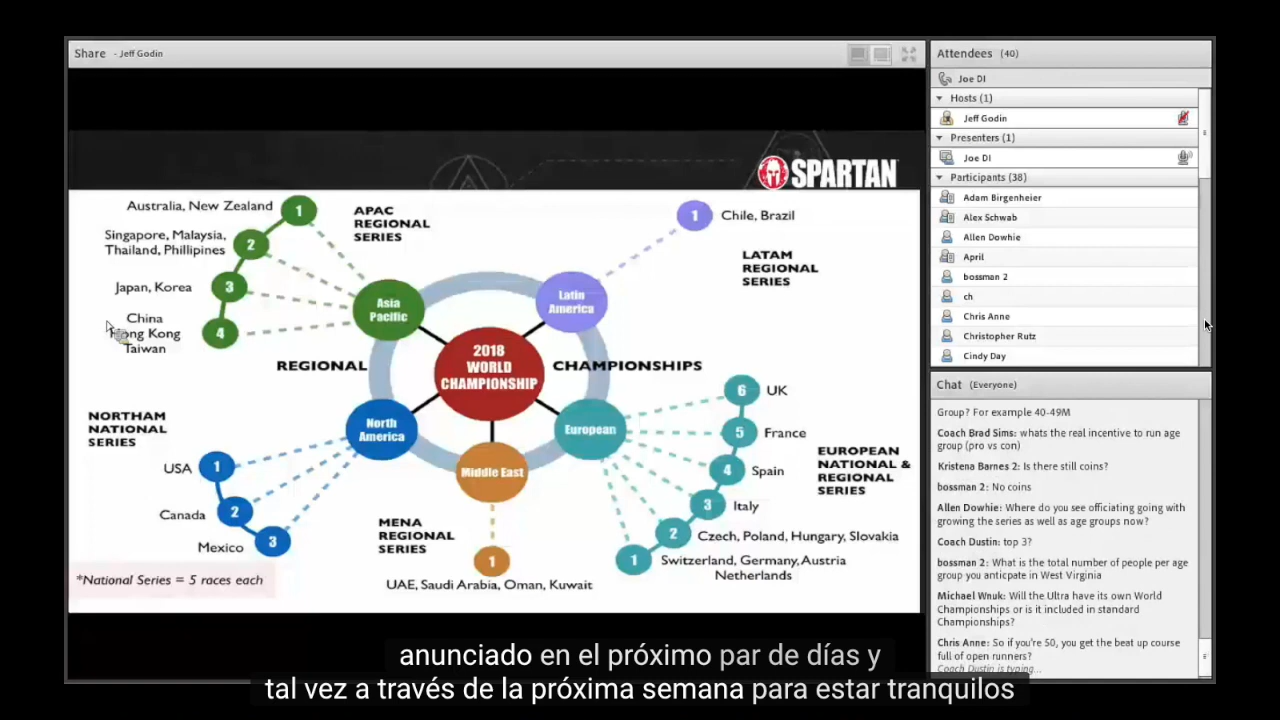 Share - Jeff Godin
SPARTAN
Australia, New Zealand
1
Singapore, Malaysia,
Thailand, Phillipines
2
Japan, Korea
3
China
Hong Kong
Taiwan
4
APAC
REGIONAL
SERIES
Asia
Pacific
1
Chile, Brazil
LATAM
REGIONAL
SERIES
Latin
America
REGIONAL
2018
WORLD
CHAMPIONSHIP
CHAMPIONSHIPS
NORTHAM
NATIONAL
SERIES
North
America
USA
1
Canada
2
Mexico
3
*National Series = 5 races each
Middle East
MENA
REGIONAL
SERIES
1
UAE, Saudi Arabia, Oman, Kuwait
European
6
UK
5
France
4
Spain
3
Italy
2
Czech, Poland, Hungary, Slovakia
1
Switzerland, Germany,Austria
Netherlands
EUROPEAN
NATIONAL &
REGIONAL
SERIES
Attendees (40)
Joe DI
Hosts (1)
Jeff Godin
Presenters (1)
Joe DI
Participants (38)
Adam Birgenheier
Alex Schwab
Allen Dowhie
April
bossman 2
ch
Chris Anne
Christopher Rutz
Cindy Day
Chat (Everyone)
Group? For example 40-49M
Coach Brad Sims: whats the real incentive to run age
group (pro vs con)
Kristena Barnes 2: Is there still coins?
bossman 2: No coins
Allen Dowhie: Where do you see officiating going with
growing the series as well as age groups now?
Coach Dustin: top 3?
bossman 2: What is the total number of people per age
group you anticpate in West Virginia
Michael Wnuk: Will the Ultra have its own World
Championships or is it included in standard
Championships?
Chris Anne: So if you're 50, you get the beat up course
full of open runners?
Coach Dustin is typing...
anunciado en el próximo par de días y
tal vez a través de la próxima semana para estar tranquilos